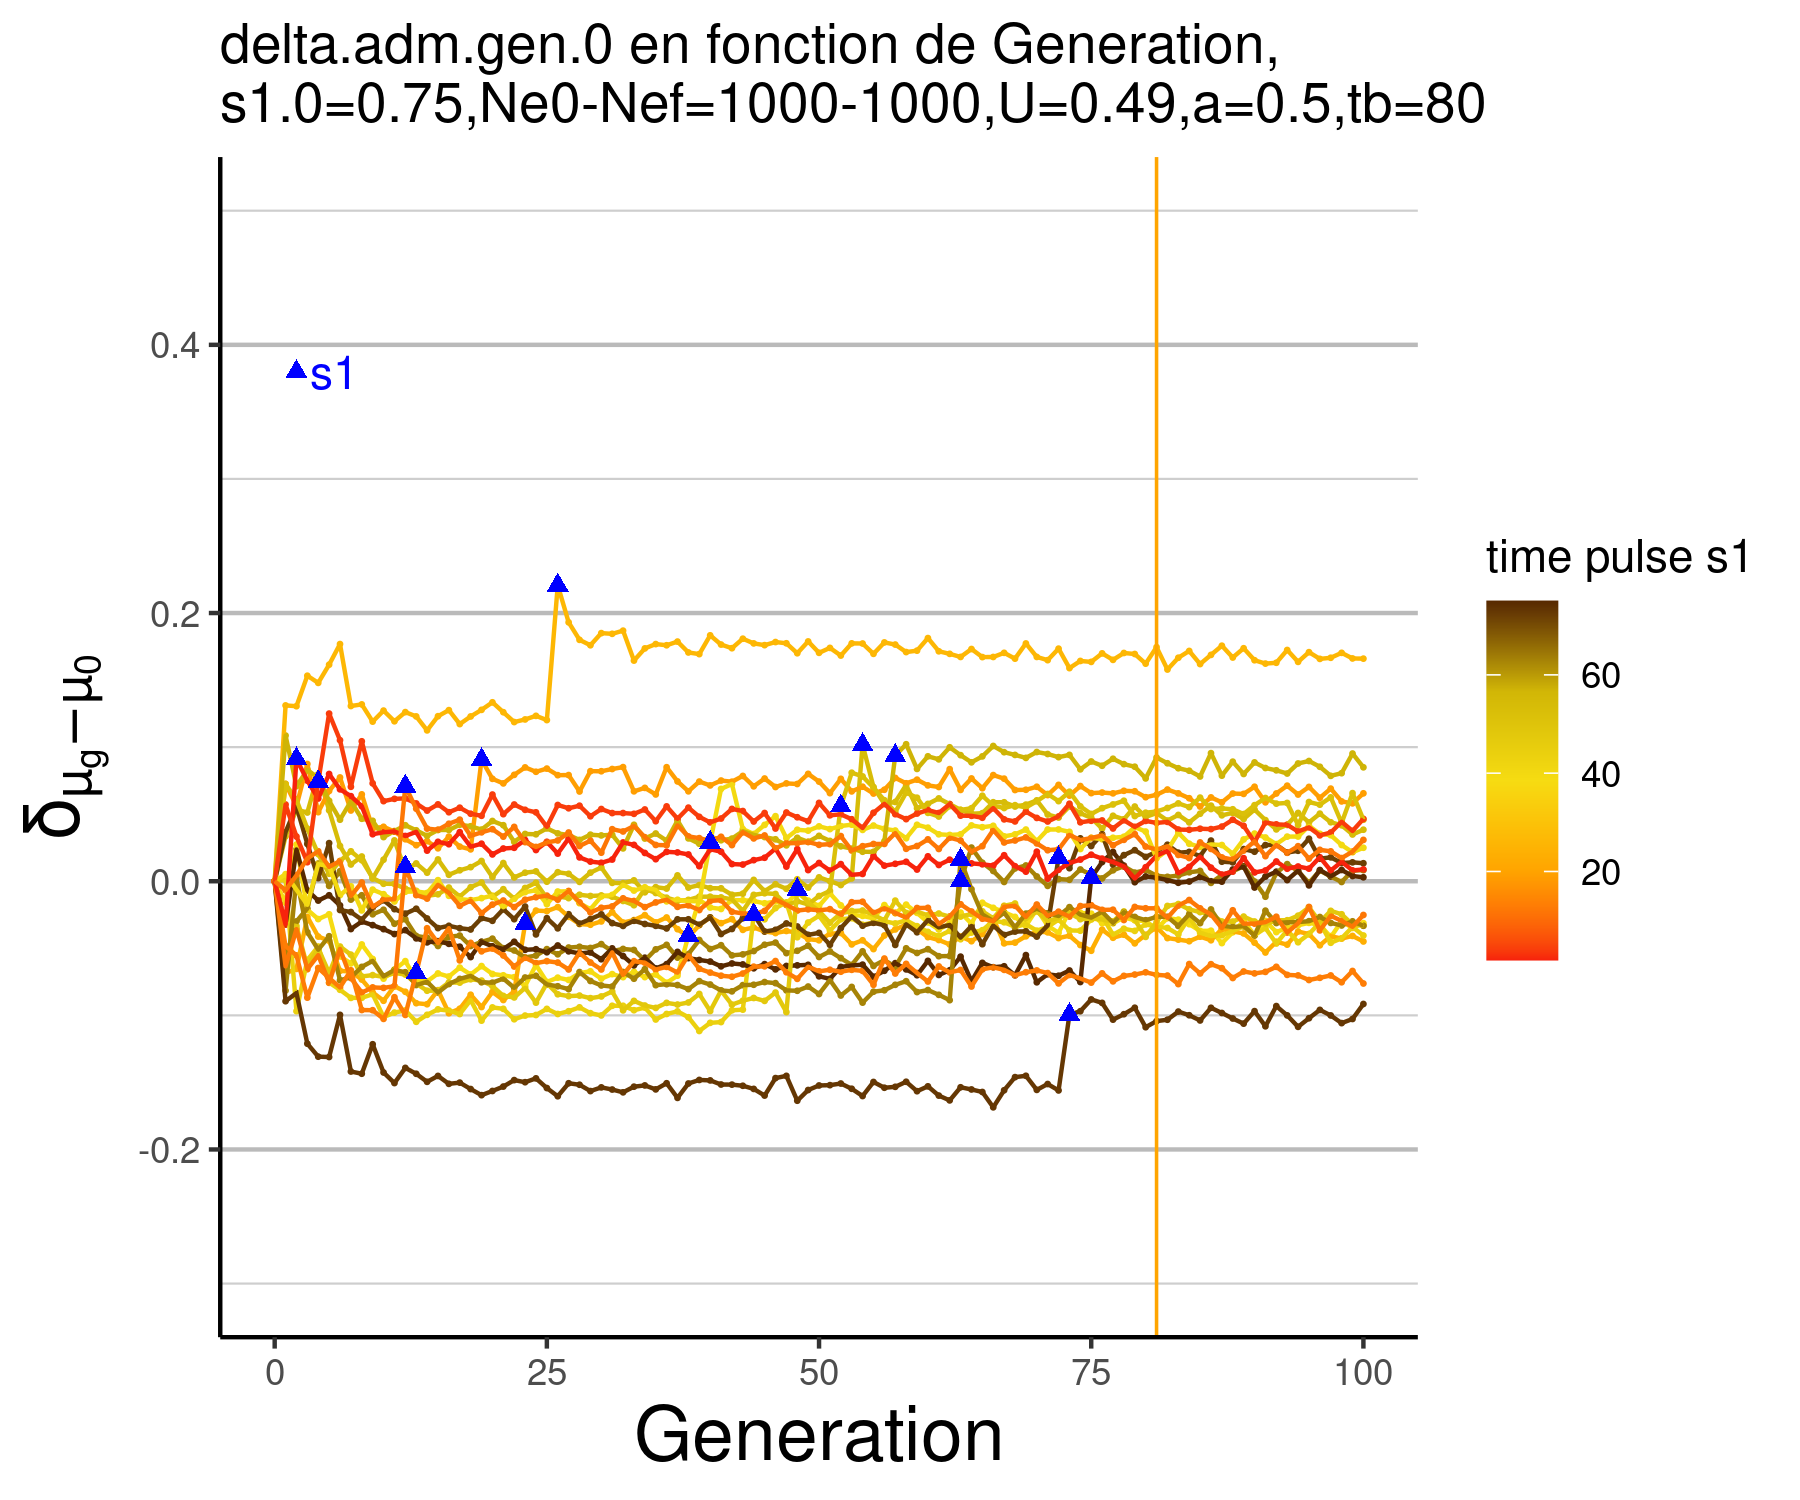 delta.adm.gen.0 en fonction de Generation,
s1.0=0.75,Ne0-Nef=1000-1000,U=0.49,a=0.5,tb=80
δμg−μ0
0.4
0.2
0.0
-0.2
s1
0 25 50 75 100
Generation
time pulse s1
60
40
20